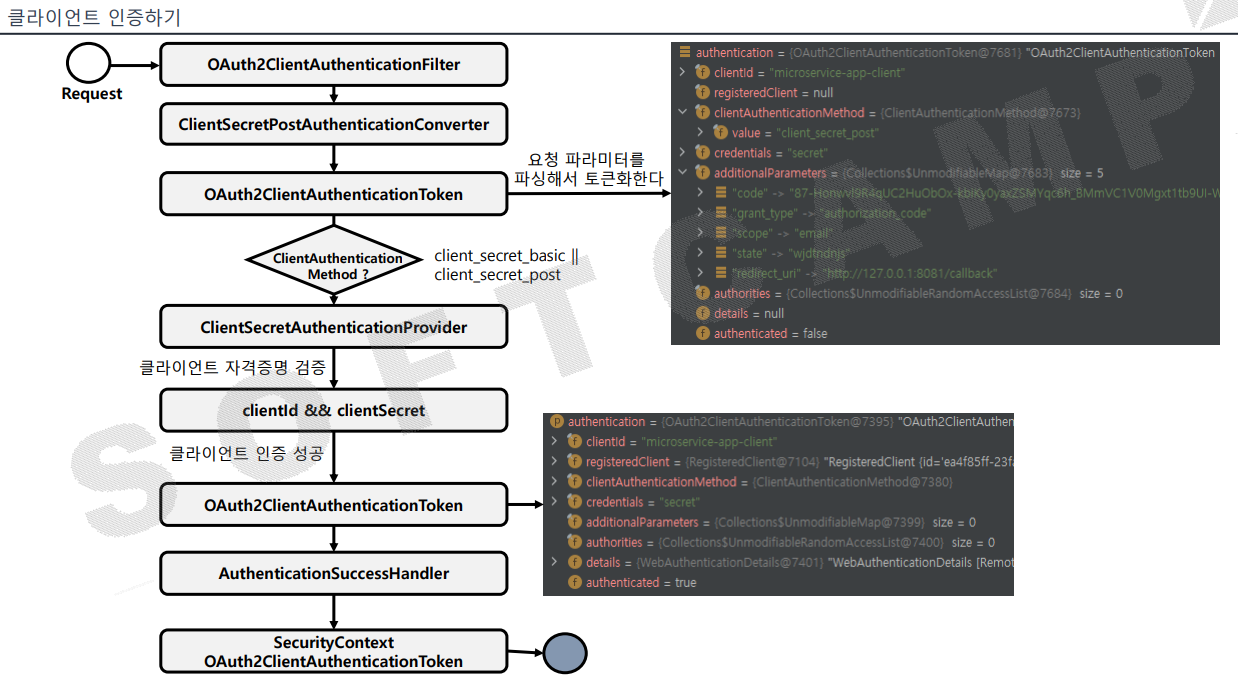 클라이언트 인증하기
Request
OAuth2ClientAuthenticationFilter
ClientSecretPostAuthenticationConverter
OAuth2ClientAuthenticationToken
요청 파라미터를
파싱해서 토큰화한다
ClientAuthentication
Method ?
client_secret_basic ||
client_secret_post
ClientSecretAuthenticationProvider
클라이언트 자격증명 검증
clientId && clientSecret
클라이언트 인증 성공
OAuth2ClientAuthenticationToken
AuthenticationSuccessHandler
SecurityContext
OAuth2ClientAuthenticationToken
authentication = {OAuth2ClientAuthenticationToken@7681} "OAuth2ClientAuthenticationToken
clientId = "microservice-app-client"
registeredClient = null
clientAuthenticationMethod = {ClientAuthenticationMethod@7673}
value = "client_secret_post"
credentials = "secret"
additionalParameters = {Collections$UnmodifiableMap@7683} size = 5
"code" ->
"grant_type" -> "authorization_code"
"scope" -> "email"
"state" -> "wjdtndnjs"
"redirect_uri" -> "http://127.0.0.1:8081/callback"
authorities = {Collections$UnmodifiableRandomAccessList@7684} size = 0
details = null
authenticated = false
authentication = {OAuth2ClientAuthenticationToken@7395} "OAuth2ClientAuthen
clientId = "microservice-app-client"
registeredClient = {RegisteredClient@7104} "RegisteredClient {id='ea4f85ff-23f
clientAuthenticationMethod = {ClientAuthenticationMethod@7380}
credentials = "secret"
additionalParameters = {Collections$UnmodifiableMap@7399} size = 0
authorities = {Collections$UnmodifiableRandomAccessList@7400} size = 0
details = {WebAuthenticationDetails@7401} "WebAuthenticationDetails [Remot
authenticated = true
SOFTCAMP